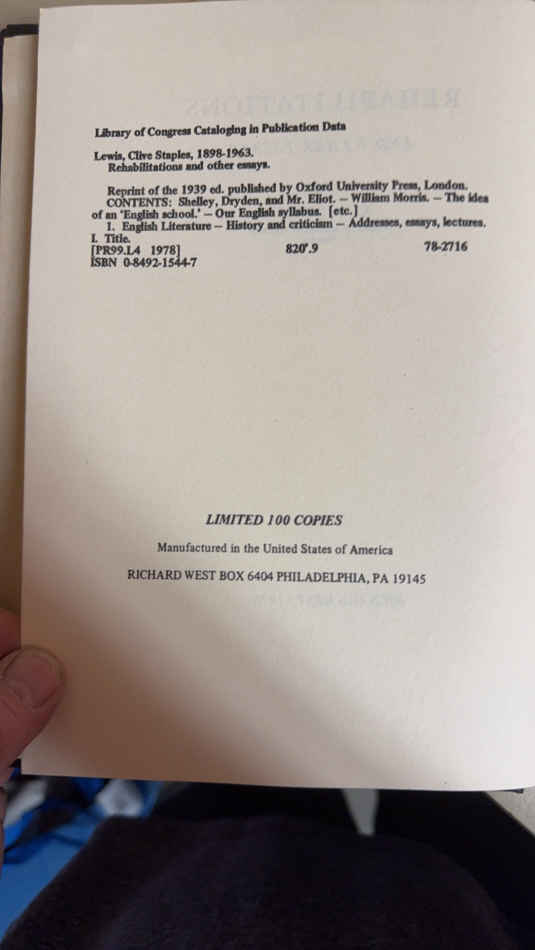 Library of Congress Cataloging in Publication Data
Lewis, Clive Staples, 1898-1963.
Rehabilitations and other essays.
Reprint of the 1939 ed. published by Oxford University Press, London.
CONTENTS: Shelley, Dryden, and Mr. Eliot. — William Morris. — The idea
of an 'English school.' — Our English syllabus. [etc.]
1. English Literature — History and criticism — Addresses, essays, lectures.
I. Title.
[PR99.L4 1978] 820'.9 78-2716
ISBN 0-8492-1544-7
LIMITED 100 COPIES
Manufactured in the United States of America
RICHARD WEST BOX 6404 PHILADELPHIA, PA 19145